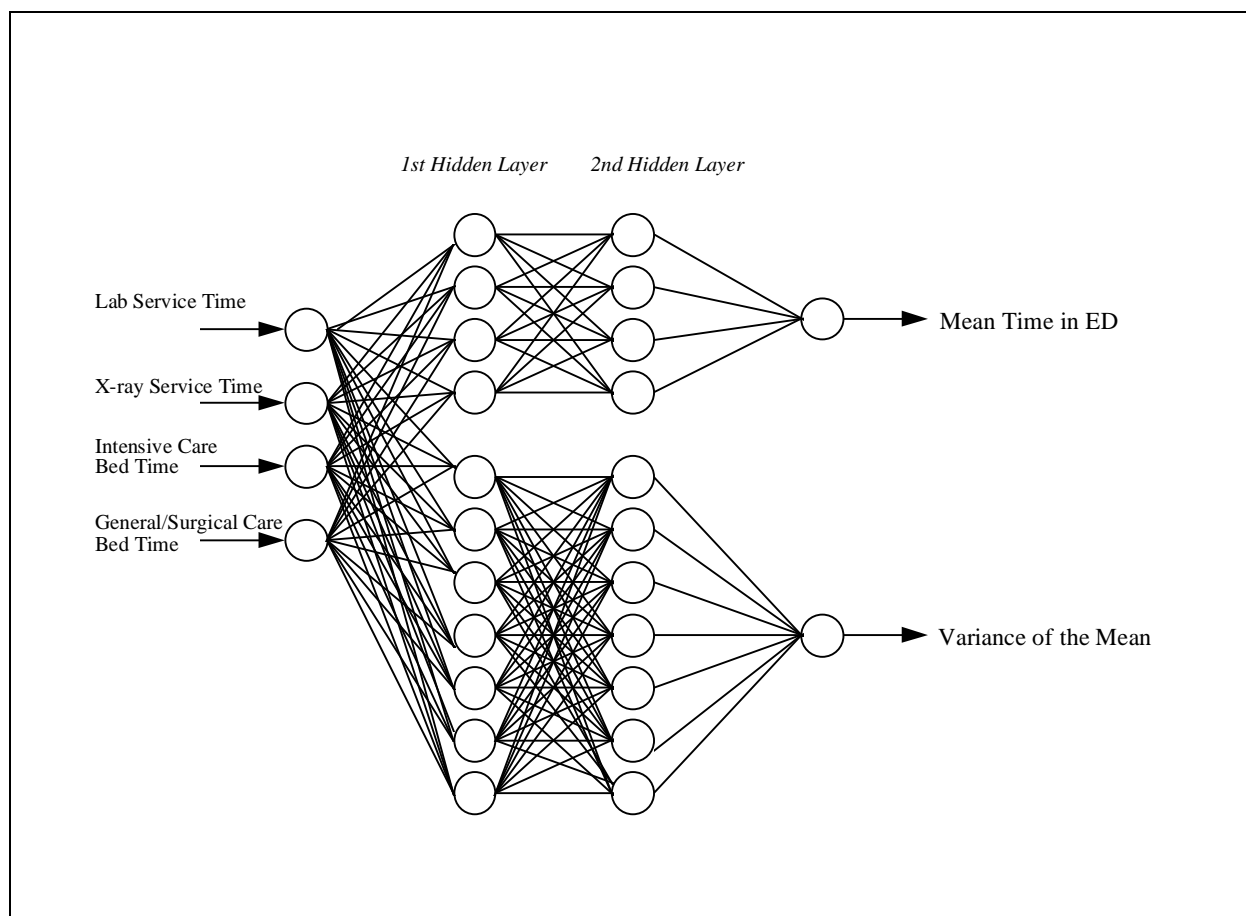 1st Hidden Layer
2nd Hidden Layer
Lab Service Time
X-ray Service Time
Intensive Care
Bed Time
General/Surgical Care
Bed Time
Mean Time in ED
Variance of the Mean